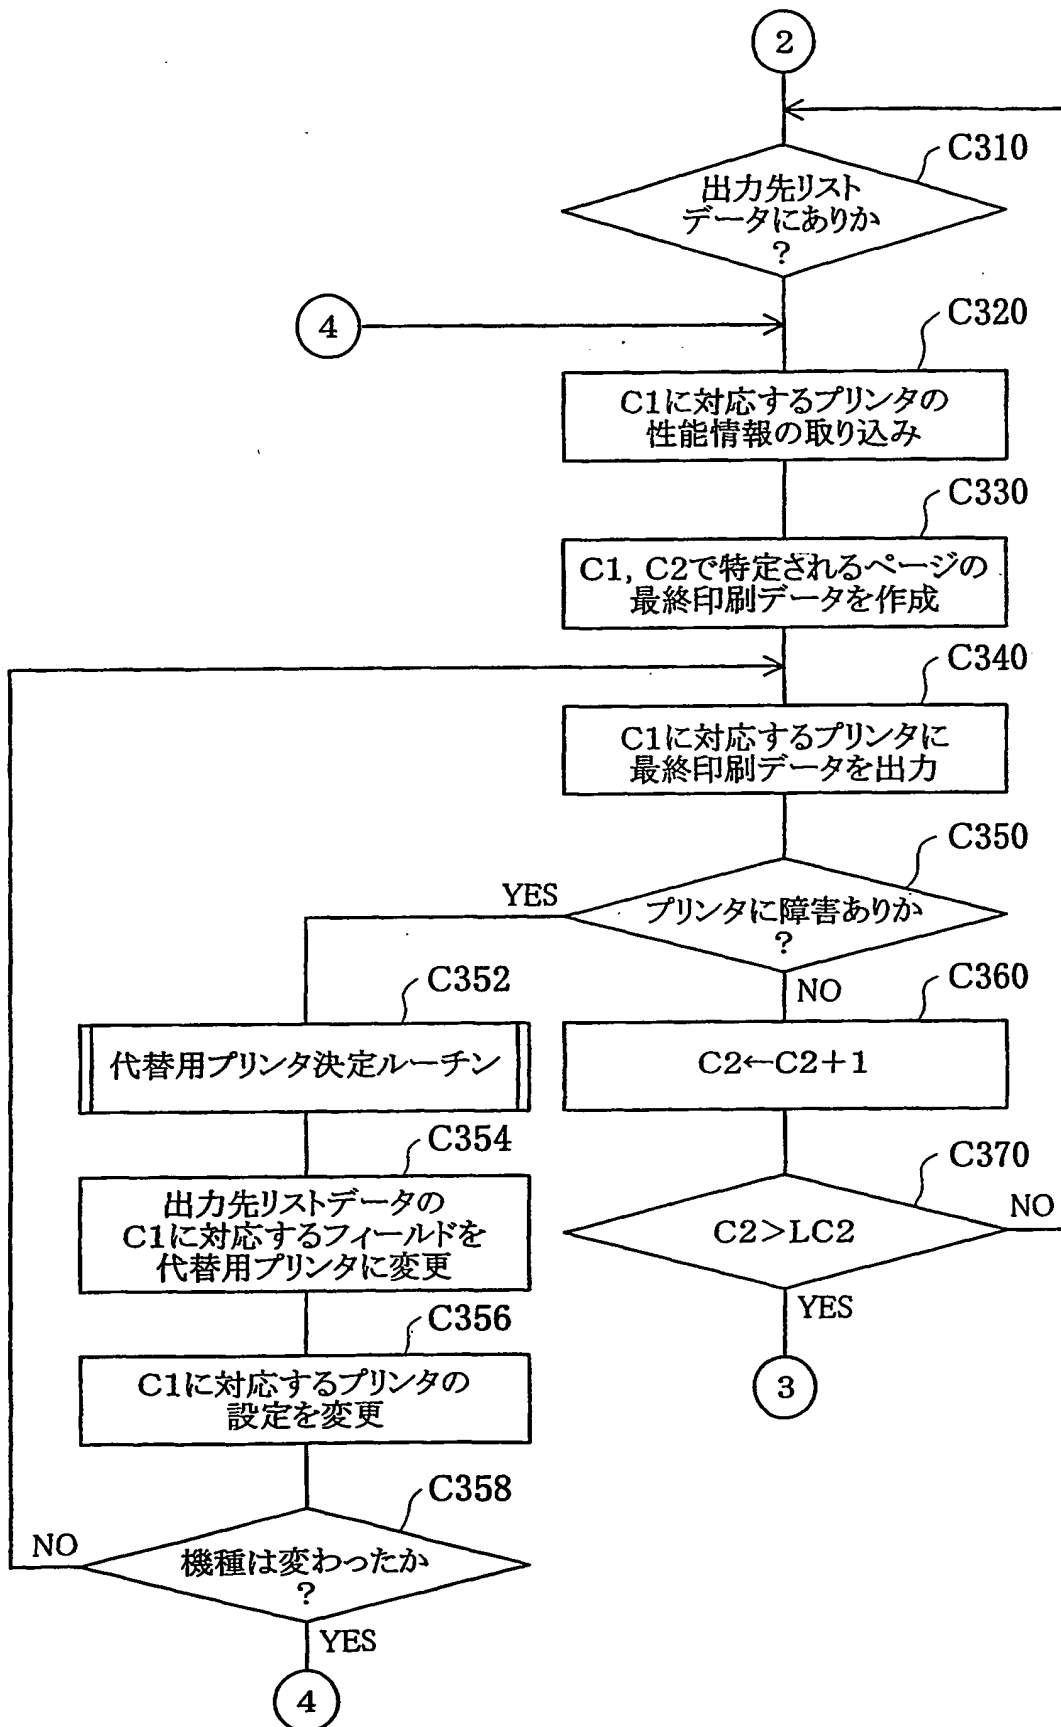 2
C310
出力先リスト
データにありか
?
4
C320
C1に対応するプリンタの
性能情報の取り込み
C330
C1, C2で特定されるページの
最終印刷データを作成
C340
C1に対応するプリンタに
最終印刷データを出力
C350
YES
プリンタに障害ありか
?
NO
C352
代替用プリンタ決定ルーチン
C360
C2←C2+1
C354
出力先リストデータの
C1に対応するフィールドを
代替用プリンタに変更
C370
C2>LC2
NO
YES
3
C356
C1に対応するプリンタの
設定を変更
C358
NO
機種は変わったか
?
YES
4